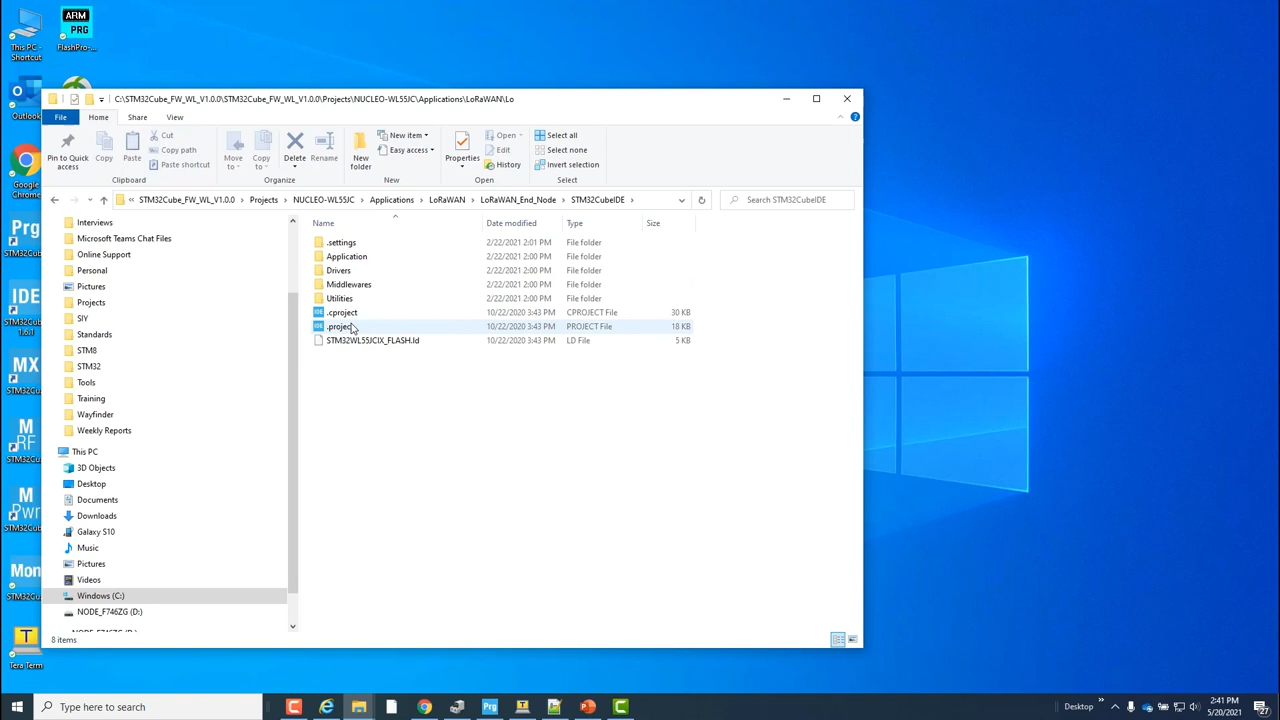 This PC -
Shortcut
ARM
PRG
FlashPro-...
Outlook
Google
Chrome
Prg
IDE
1.6.1
MX
M
RF
M
Pwr
Mon
T
Tera Term
C:\STM32Cube_FW_WL_V1.0.0\STM32Cube_FW_WL_V1.0.0\Projects\NUCLEO-WL55JC\Applications\LoRaWAN\Lo
File
Home
Share
View
Pin to Quick
access
Copy
Paste
Cut
Copy path
Paste shortcut
Clipboard
Move
to
Copy
to
Delete
Rename
Organize
New
folder
New item
Easy access
New
Properties
Open
Edit
History
Open
Select all
Select none
Invert selection
Select
« STM32Cube_FW_WL_V1.0.0 › Projects › NUCLEO-WL55JC › Applications › LoRaWAN › LoRaWAN_End_Node › STM32CubeIDE ›
Search STM32CubeIDE
Interviews
Microsoft Teams Chat Files
Online Support
Personal
Pictures
Projects
SIY
Standards
STM8
STM32
Tools
Training
Wayfinder
Weekly Reports
This PC
3D Objects
Desktop
Documents
Downloads
Galaxy S10
Music
Pictures
Videos
Windows (C:)
NODE_F746ZG (D:)
Name Date modified Type Size
.settings 2/22/2021 2:01 PM File folder
Application 2/22/2021 2:00 PM File folder
Drivers 2/22/2021 2:00 PM File folder
Middlewares 2/22/2021 2:00 PM File folder
Utilities 2/22/2021 2:00 PM File folder
.cproject 10/22/2020 3:43 PM CPROJECT File 30 KB
.project 10/22/2020 3:43 PM PROJECT File 18 KB
STM32WL55JCIX_FLASH.ld 10/22/2020 3:43 PM LD File 5 KB
8 items
Type here to search
Prg
Desktop
2:41 PM
5/20/2021